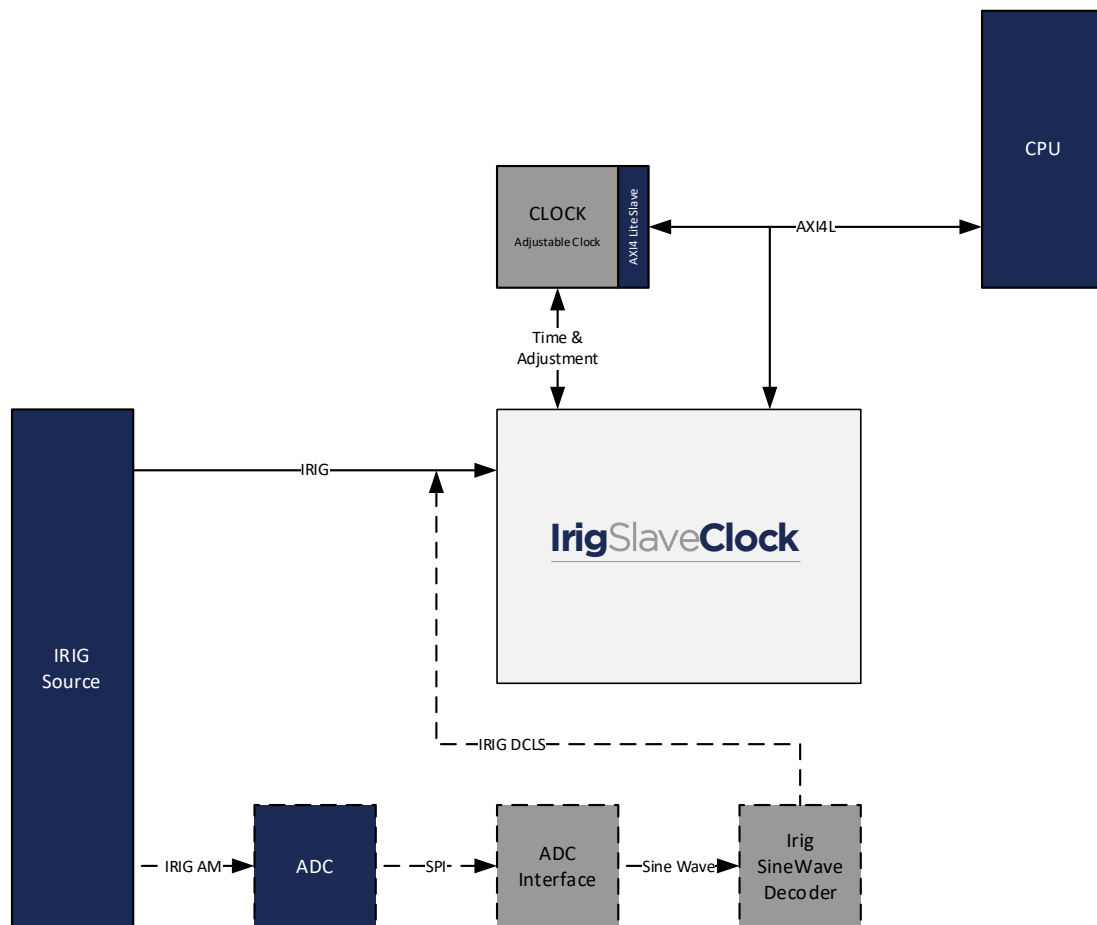 CPU
CLOCK
Adjustable Clock
AXI4 Lite Slave
AXI4L
Time &
Adjustment
IRIG
IrigSlaveClock
IRIG
Source
IRIG DCLS
IRIG AM
ADC
SPI
ADC
Interface
Sine Wave
Irig
SineWave
Decoder